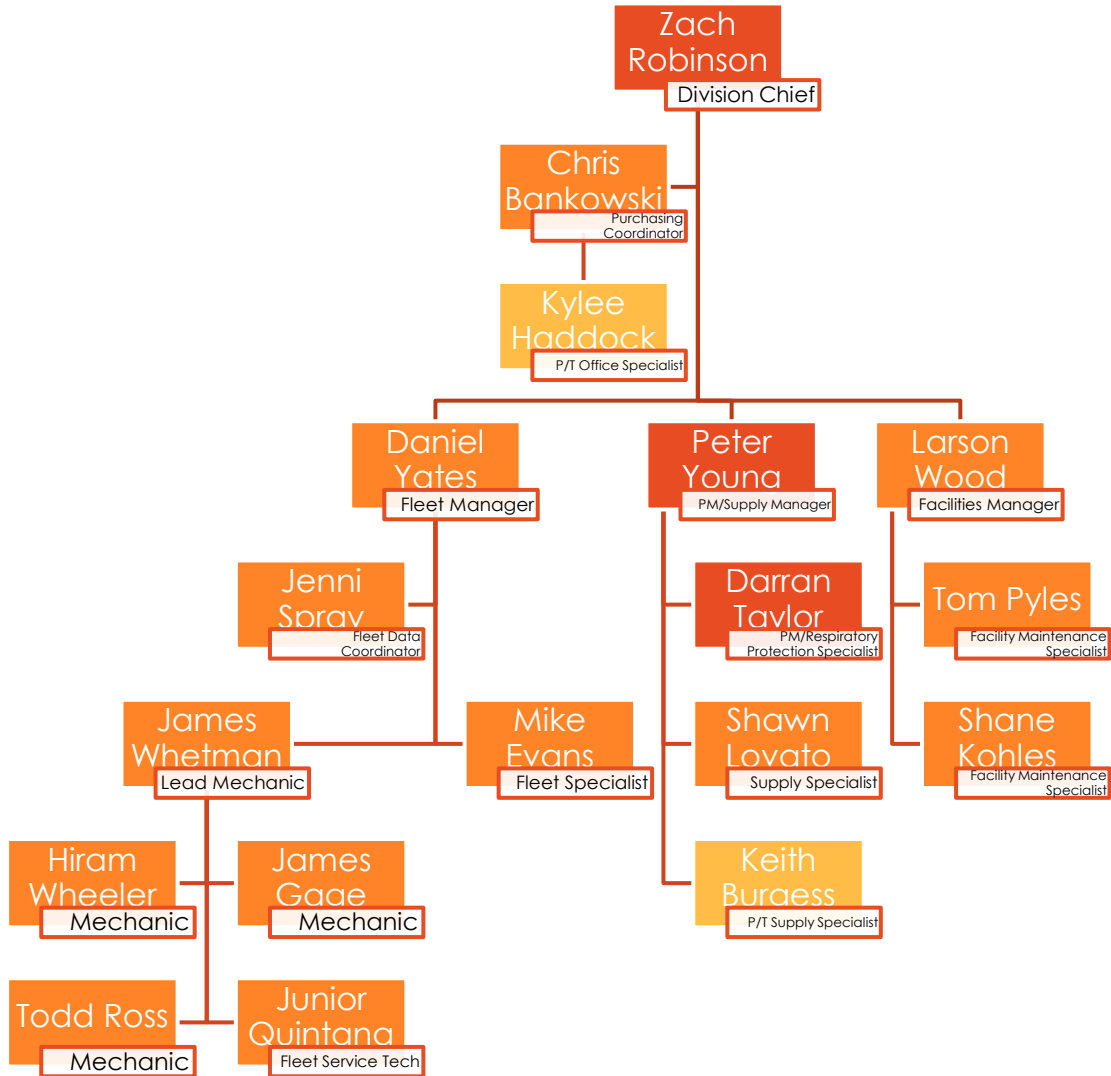 Zach
Robinson
Division Chief
Chris
Bankowski
Purchasing
Coordinator
Kylee
Haddock
P/T Office Specialist
Daniel
Yates
Fleet Manager
Peter
Young
PM/Supply Manager
Larson
Wood
Facilities Manager
Jenni
Spray
Fleet Data
Coordinator
Darran
Taylor
PM/Respiratory
Protection Specialist
Tom Pyles
Facility Maintenance
Specialist
James
Whetman
Lead Mechanic
Mike
Evans
Fleet Specialist
Shawn
Lovato
Supply Specialist
Shane
Kohles
Facility Maintenance
Specialist
Hiram
Wheeler
Mechanic
James
Gage
Mechanic
Keith
Burgess
P/T Supply Specialist
Todd Ross
Mechanic
Junior
Quintana
Fleet Service Tech